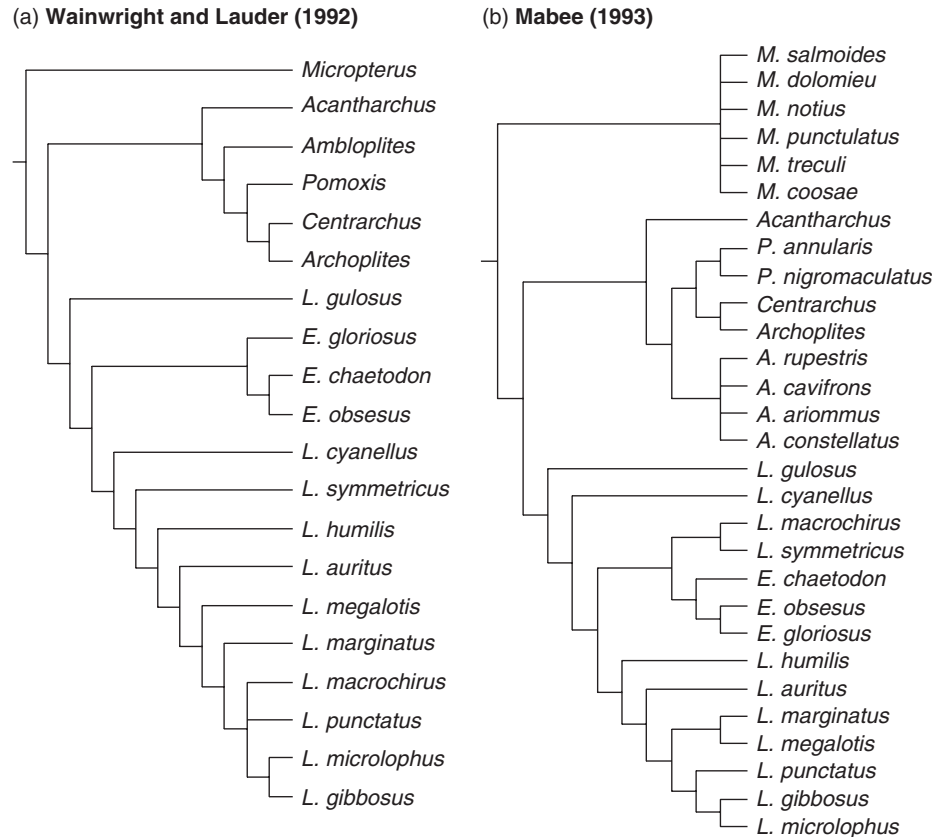 (a) Wainwright and Lauder (1992)
Micropterus
Acantharchus
Ambloplites
Pomoxis
Centrarchus
Archoplites
L. gulosus
E. gloriosus
E. chaetodon
E. obsesus
L. cyanellus
L. symmetricus
L. humilis
L. auritus
L. megalotis
L. marginatus
L. macrochirus
L. punctatus
L. microlophus
L. gibbosus
(b) Mabee (1993)
M. salmoides
M. dolomieu
M. notius
M. punctulatus
M. treculi
M. coosae
Acantharchus
P. annularis
P. nigromaculatus
Centrarchus
Archoplites
A. rupestris
A. cavifrons
A. ariommus
A. constellatus
L. gulosus
L. cyanellus
L. macrochirus
L. symmetricus
E. chaetodon
E. obsesus
E. gloriosus
L. humilis
L. auritus
L. marginatus
L. megalotis
L. punctatus
L. gibbosus
L. microlophus